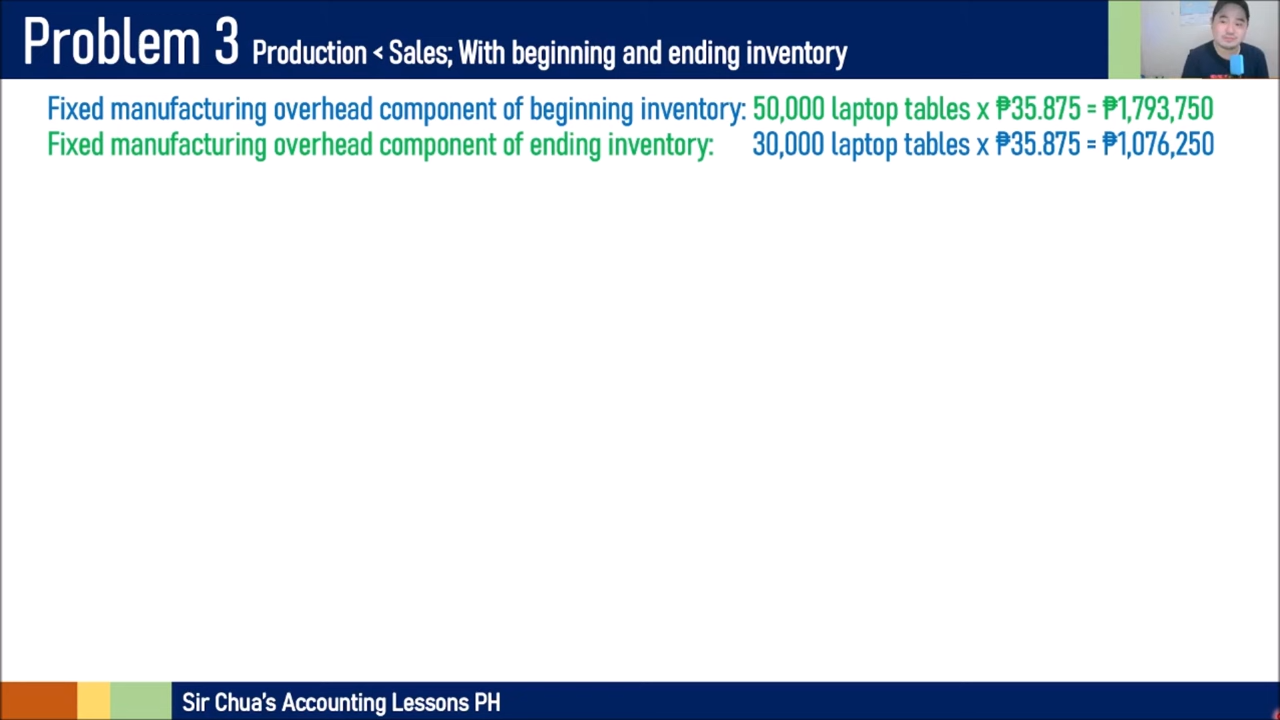 Problem 3 Production < Sales; With beginning and ending inventory
Fixed manufacturing overhead component of beginning inventory: 50,000 laptop tables x ₱35.875 = ₱1,793,750
Fixed manufacturing overhead component of ending inventory: 30,000 laptop tables x ₱35.875 = ₱1,076,250
Sir Chua's Accounting Lessons PH